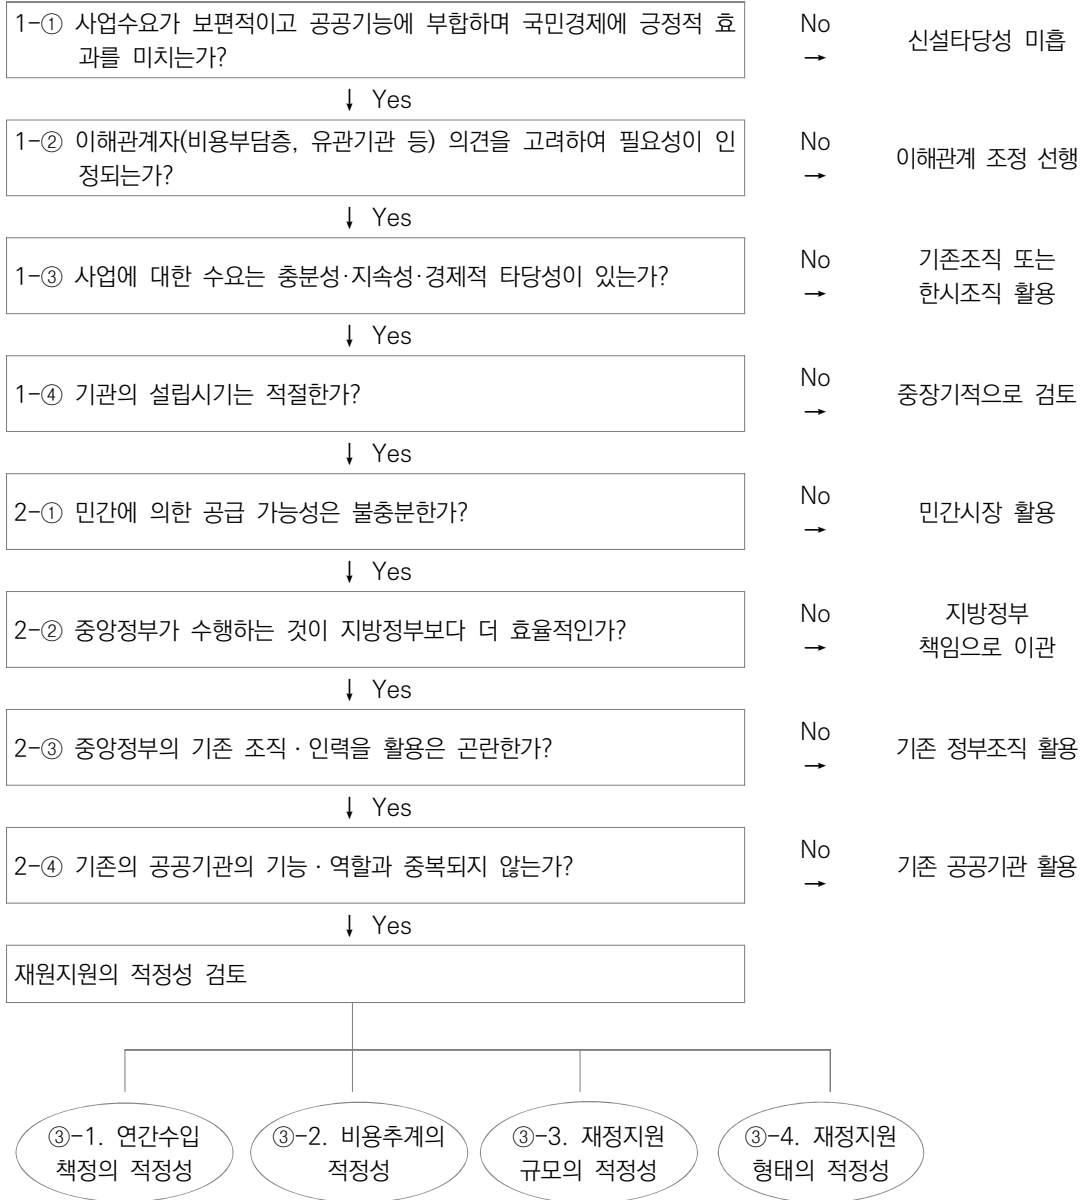 1-① 사업수요가 보편적이고 공공기능에 부합하며 국민경제에 긍정적 효
과를 미치는가?
No
→
신설타당성 미흡
↓ Yes
1-② 이해관계자(비용부담층, 유관기관 등) 의견을 고려하여 필요성이 인
정되는가?
No
→
이해관계 조정 선행
↓ Yes
1-③ 사업에 대한 수요는 충분성·지속성·경제적 타당성이 있는가?
No
→
기존조직 또는
한시조직 활용
↓ Yes
1-④ 기관의 설립시기는 적절한가?
No
→
중장기적으로 검토
↓ Yes
2-① 민간에 의한 공급 가능성은 불충분한가?
No
→
민간시장 활용
↓ Yes
2-② 중앙정부가 수행하는 것이 지방정부보다 더 효율적인가?
No
→
지방정부
책임으로 이관
↓ Yes
2-③ 중앙정부의 기존 조직·인력을 활용은 곤란한가?
No
→
기존 정부조직 활용
↓ Yes
2-④ 기존의 공공기관의 기능·역할과 중복되지 않는가?
No
→
기존 공공기관 활용
↓ Yes
재원지원의 적정성 검토
③-1. 연간수입
책정의 적정성
③-2. 비용추계의
적정성
③-3. 재정지원
규모의 적정성
③-4. 재정지원
형태의 적정성